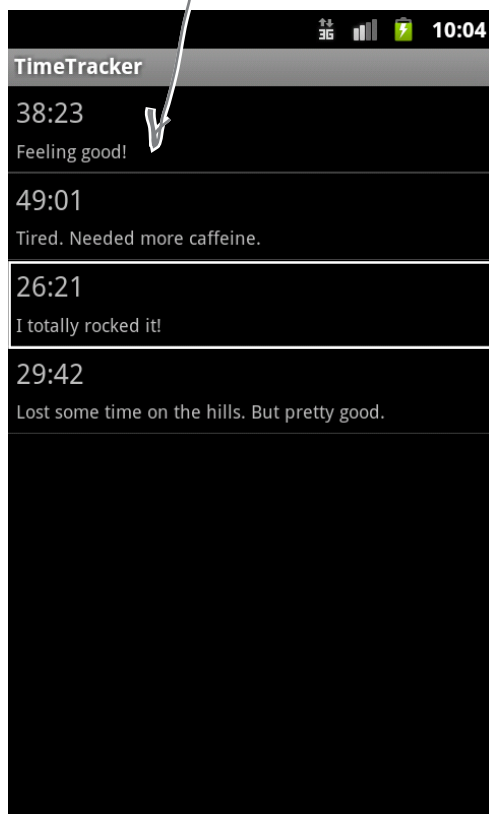 3G 10:04
TimeTracker
38:23
Feeling good!
49:01
Tired. Needed more caffeine.
26:21
I totally rocked it!
29:42
Lost some time on the hills. But pretty good.